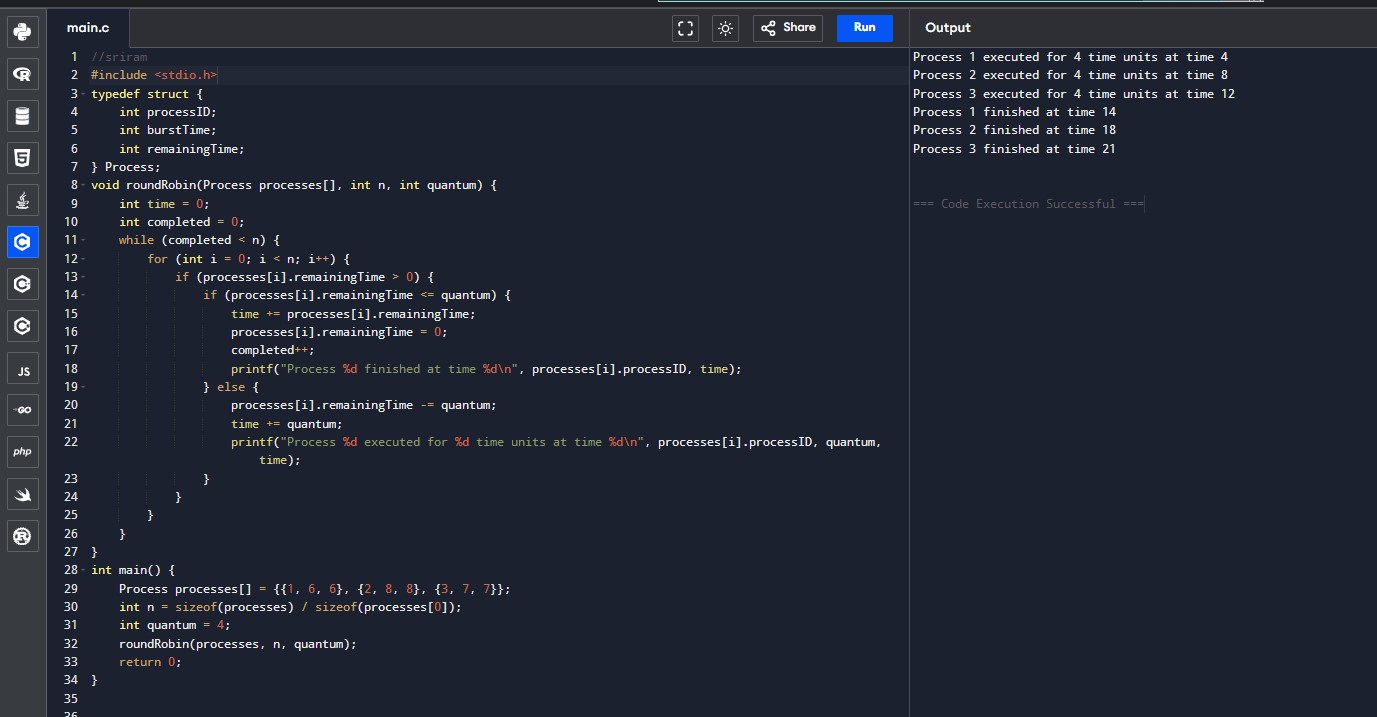 main.c
Share
Run
Output
1 //sriram
2 #include <stdio.h>
3 typedef struct {
4     int processID;
5     int burstTime;
6     int remainingTime;
7 } Process;
8 void roundRobin(Process processes[], int n, int quantum) {
9     int time = 0;
10     int completed = 0;
11     while (completed < n) {
12         for (int i = 0; i < n; i++) {
13             if (processes[i].remainingTime > 0) {
14                 if (processes[i].remainingTime <= quantum) {
15                     time += processes[i].remainingTime;
16                     processes[i].remainingTime = 0;
17                     completed++;
18                     printf("Process %d finished at time %d\n", processes[i].processID, time);
19                 } else {
20                     processes[i].remainingTime -= quantum;
21                     time += quantum;
22                     printf("Process %d executed for %d time units at time %d\n", processes[i].processID, quantum,
                        time);
23                 }
24             }
25         }
26     }
27 }
28 int main() {
29     Process processes[] = {{1, 6, 6}, {2, 8, 8}, {3, 7, 7}};
30     int n = sizeof(processes) / sizeof(processes[0]);
31     int quantum = 4;
32     roundRobin(processes, n, quantum);
33     return 0;
34 }
35
36
Process 1 executed for 4 time units at time 4
Process 2 executed for 4 time units at time 8
Process 3 executed for 4 time units at time 12
Process 1 finished at time 14
Process 2 finished at time 18
Process 3 finished at time 21
=== Code Execution Successful ===
R
5
C
C
C
JS
GO
php
R